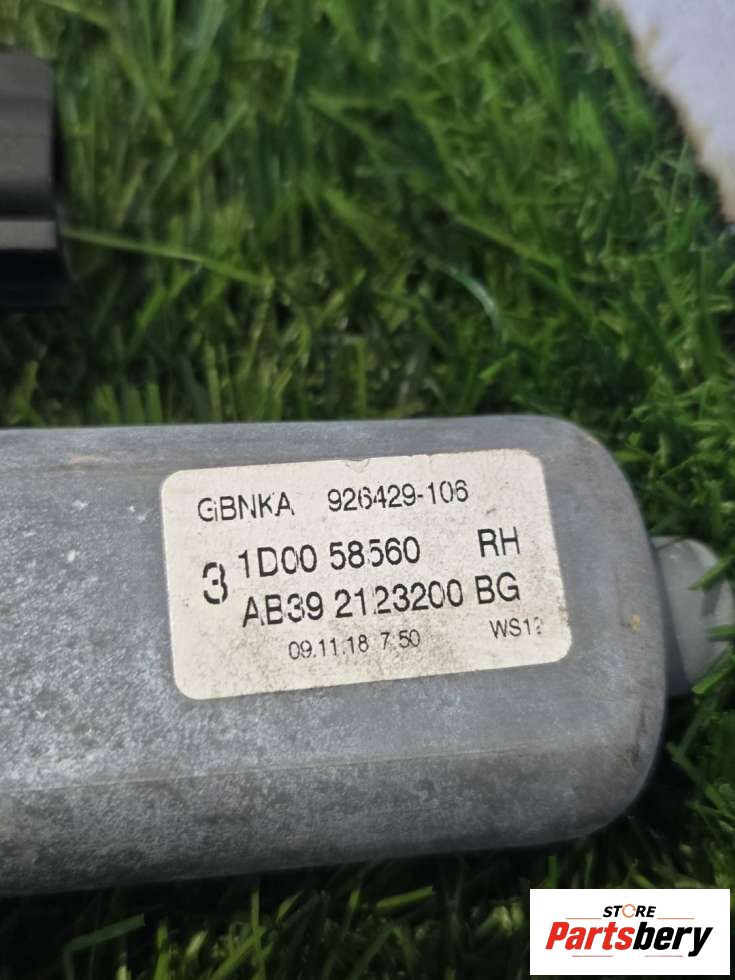 GBNKA 926429-106
3 1D00 58560 RH
AB39 2123200 BG
09.11.18 7:50
STORE
Partsbery